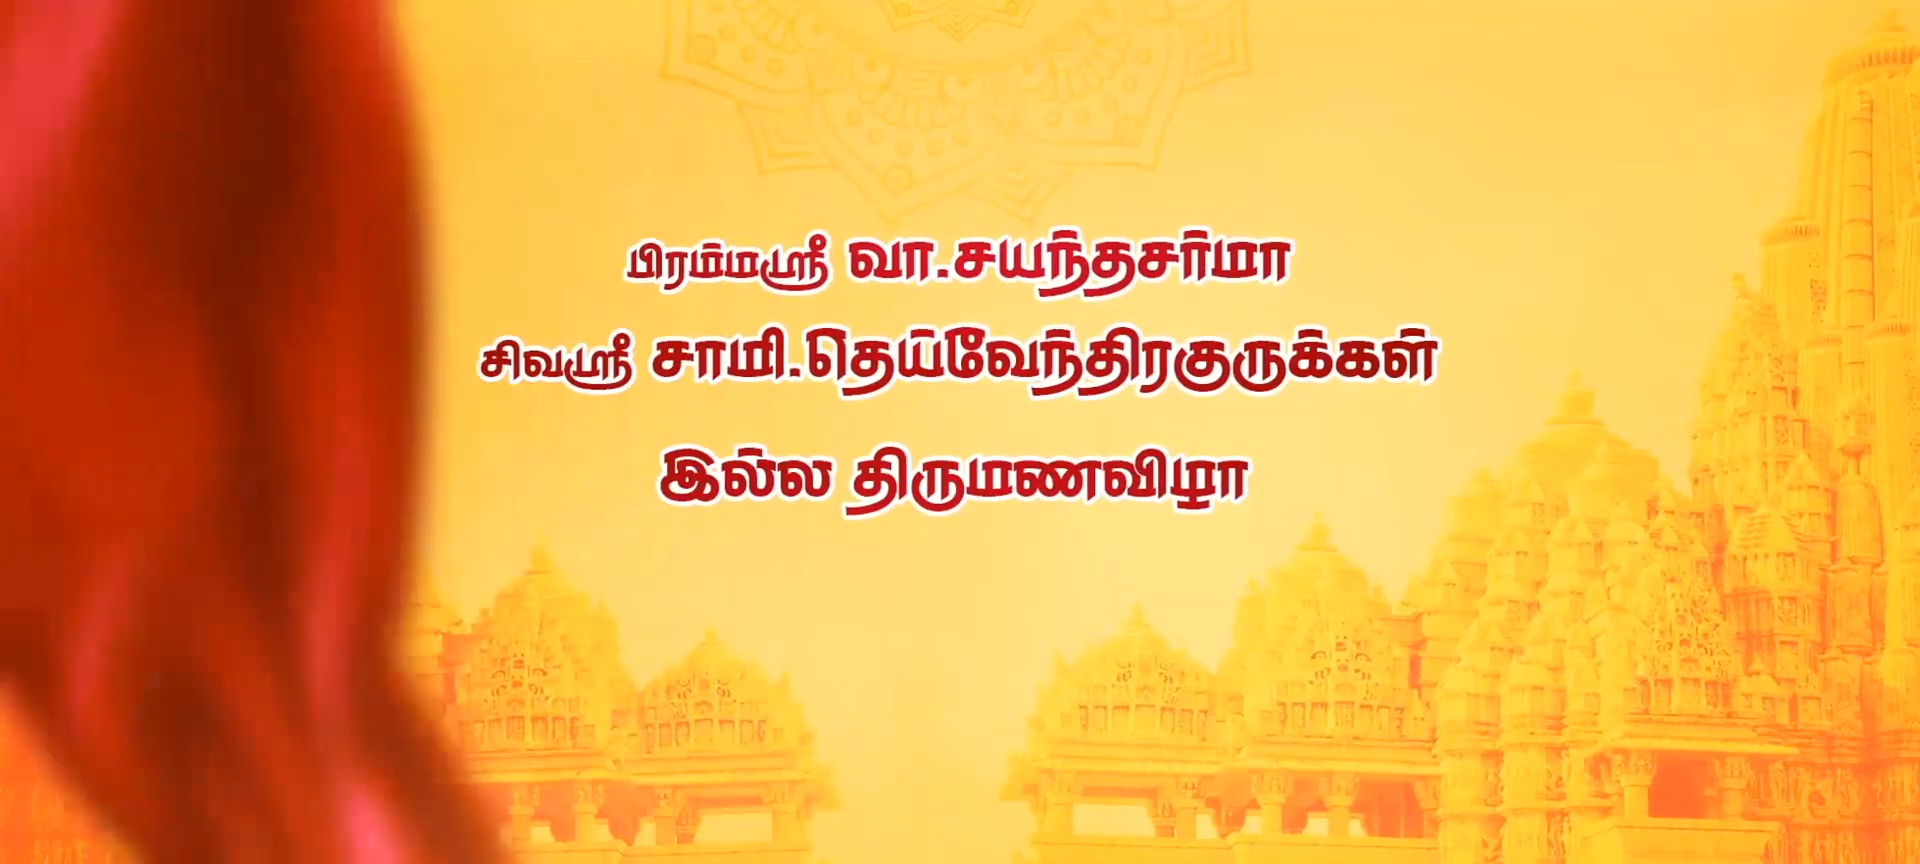 பிரம்மஸ்ரீ வா.சயந்தசர்மா
சிவஸ்ரீ சாமி.தெய்வேந்திரகுருக்கள்
இல்ல திருமணவிழா